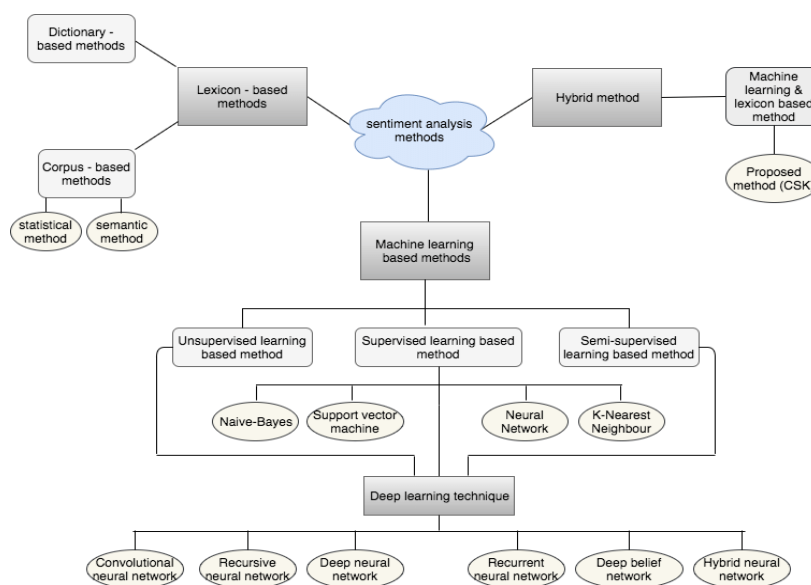 Dictionary -
based methods
Lexicon - based
methods
Corpus - based
methods
statistical
method
semantic
method
sentiment analysis
methods
Hybrid method
Machine
learning &
lexicon based
method
Proposed
method (CSK)
Machine learning
based methods
Unsupervised learning
based method
Supervised learning based
method
Semi-supervised
learning based method
Naive-Bayes
Support vector
machine
Neural
Network
K-Nearest
Neighbour
Deep learning technique
Convolutional
neural network
Recursive
neural network
Deep neural
network
Recurrent
neural network
Deep belief
network
Hybrid neural
network